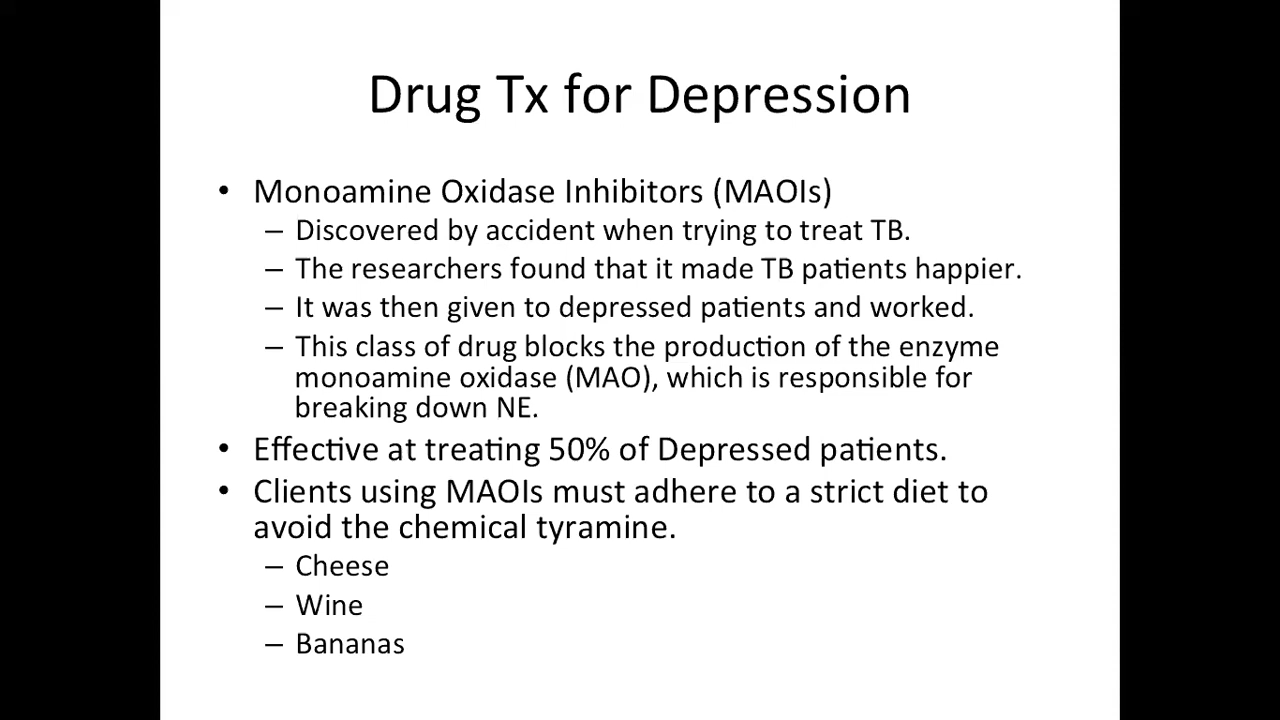 Drug Tx for Depression
• Monoamine Oxidase Inhibitors (MAOIs)
– Discovered by accident when trying to treat TB.
– The researchers found that it made TB patients happier.
– It was then given to depressed patients and worked.
– This class of drug blocks the production of the enzyme
monoamine oxidase (MAO), which is responsible for
breaking down NE.
• Effective at treating 50% of Depressed patients.
• Clients using MAOIs must adhere to a strict diet to
avoid the chemical tyramine.
– Cheese
– Wine
– Bananas